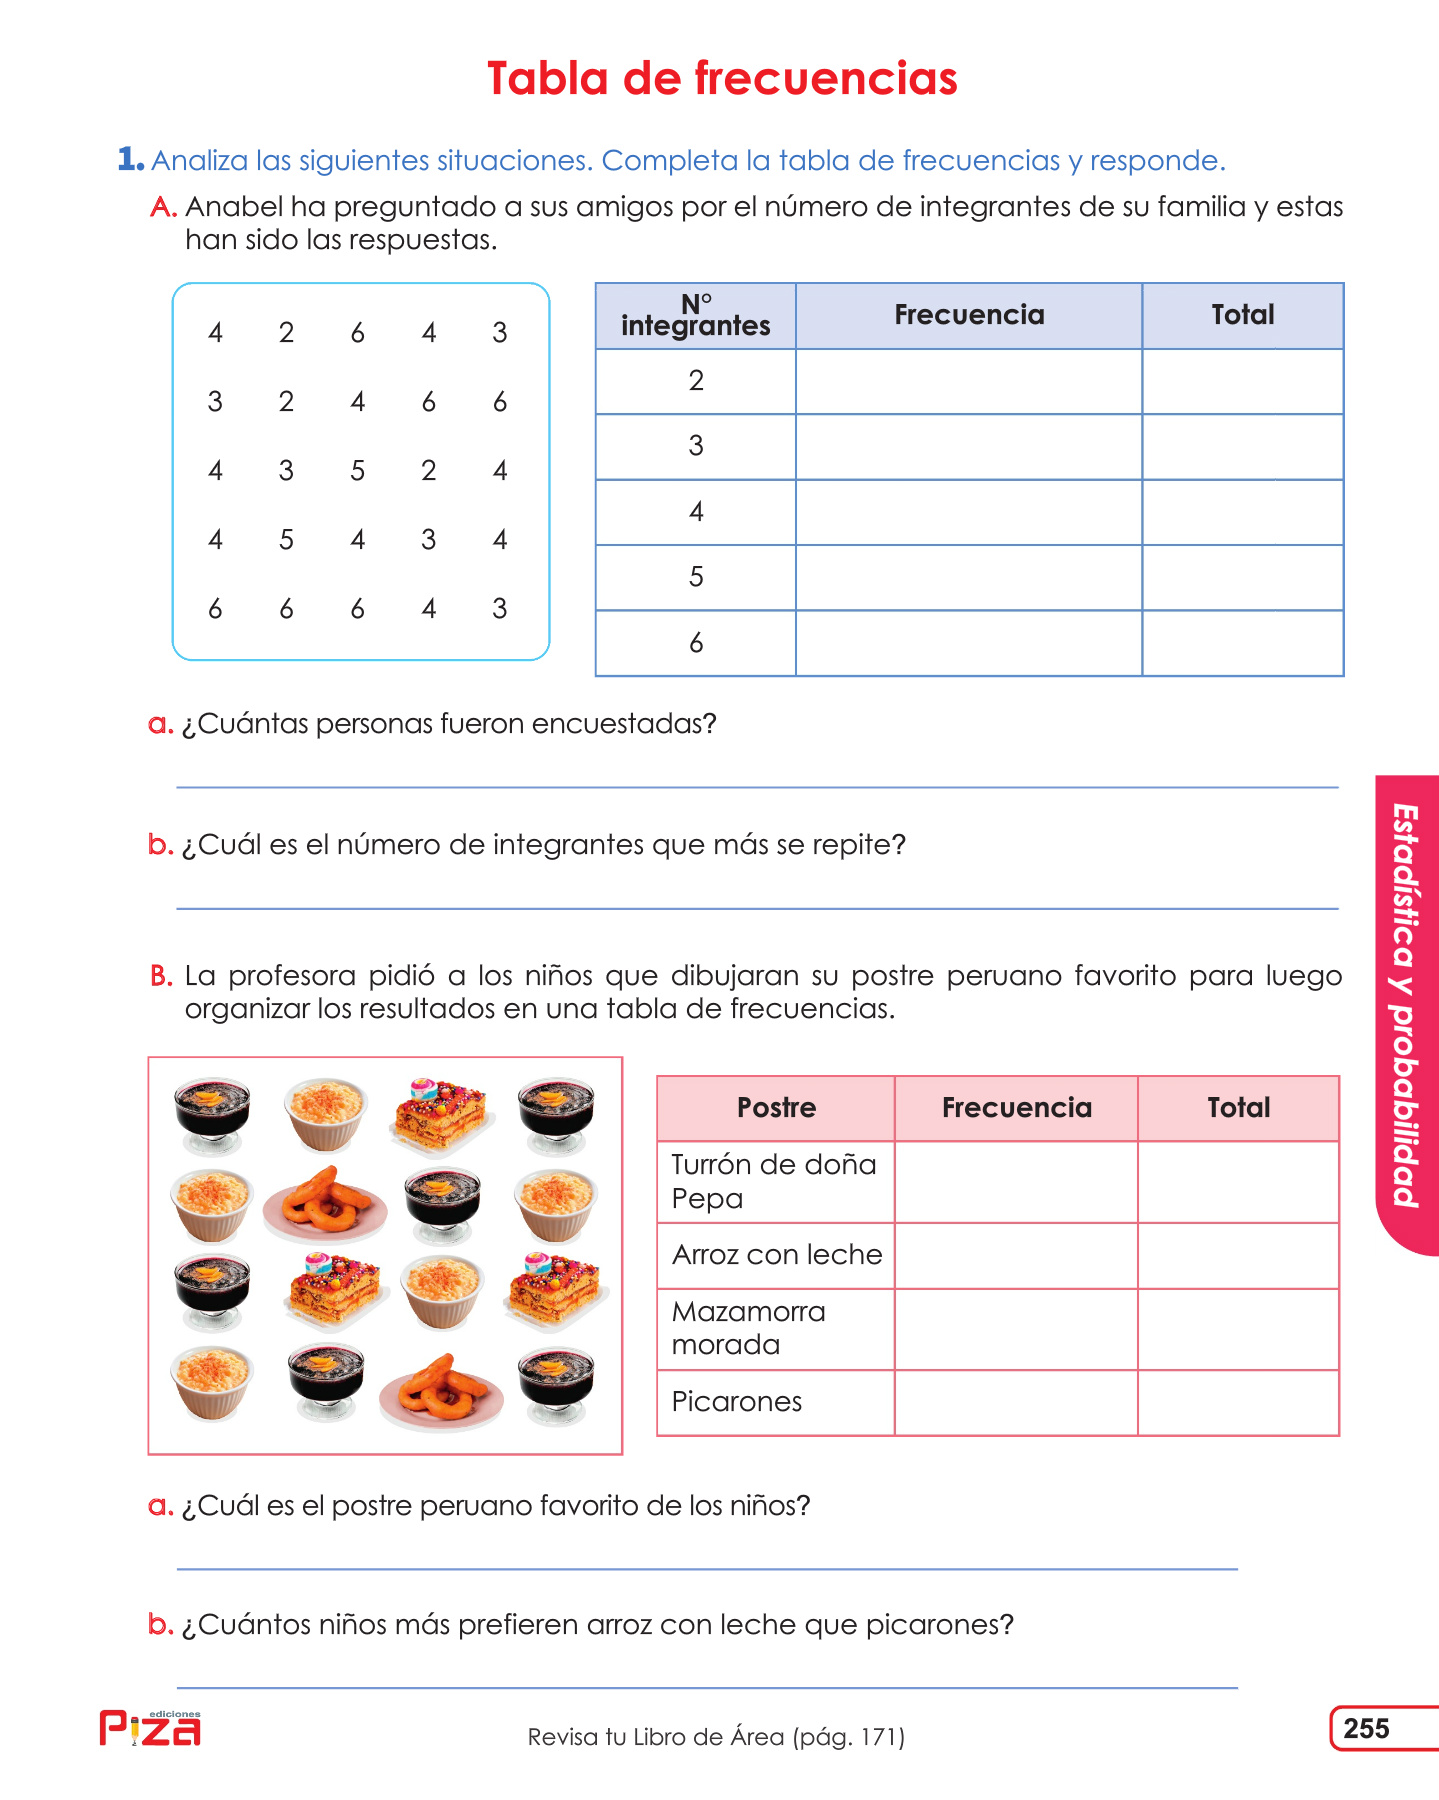 Tabla de frecuencias
1. Analiza las siguientes situaciones. Completa la tabla de frecuencias y responde.
A. Anabel ha preguntado a sus amigos por el número de integrantes de su familia y estas
han sido las respuestas.
4 2 6 4 3
3 2 4 6 6
4 3 5 2 4
4 5 4 3 4
6 6 6 4 3
N°
integrantes
Frecuencia
Total
2
3
4
5
6
a. ¿Cuántas personas fueron encuestadas?
b. ¿Cuál es el número de integrantes que más se repite?
B. La profesora pidió a los niños que dibujaran su postre peruano favorito para luego
organizar los resultados en una tabla de frecuencias.
Postre Frecuencia Total
Turrón de doña
Pepa
Arroz con leche
Mazamorra
morada
Picarones
a. ¿Cuál es el postre peruano favorito de los niños?
b. ¿Cuántos niños más prefieren arroz con leche que picarones?
Estadística y probabilidad
ediciones
Piza
Revisa tu Libro de Área (pág. 171)
255